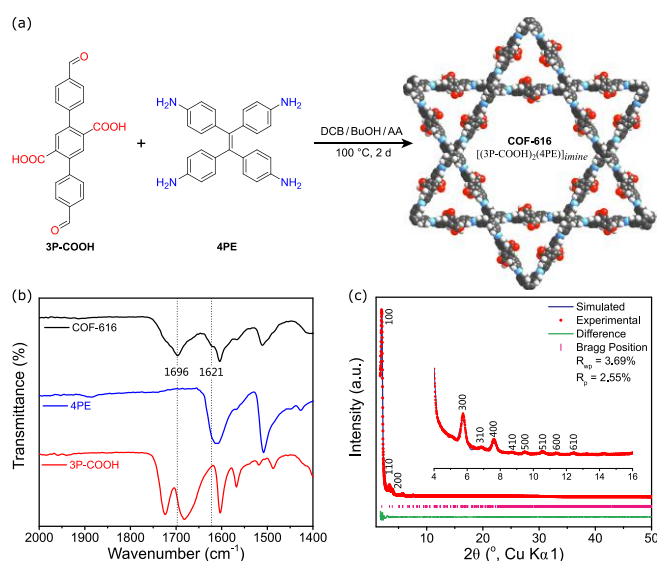 (a)
O
COOH
HOOC
O
3P-COOH
+
H₂N
NH₂
H₂N
NH₂
4PE
DCB / BuOH / AA
100 °C, 2 d
COF-616
[(3P-COOH)₂(4PE)]imine
(b)
Transmittance (%)
COF-616
1696
1621
4PE
3P-COOH
2000 1900 1800 1700 1600 1500 1400
Wavenumber (cm⁻¹)
(c)
Intensity (a.u.)
100
110
200
Simulated
Experimental
Difference
Bragg Position
Rwp = 3.69%
Rp = 2.55%
300
310
400
410
500
510
600
610
4 6 8 10 12 14 16
10 20 30 40 50
2θ (°, Cu Kα1)